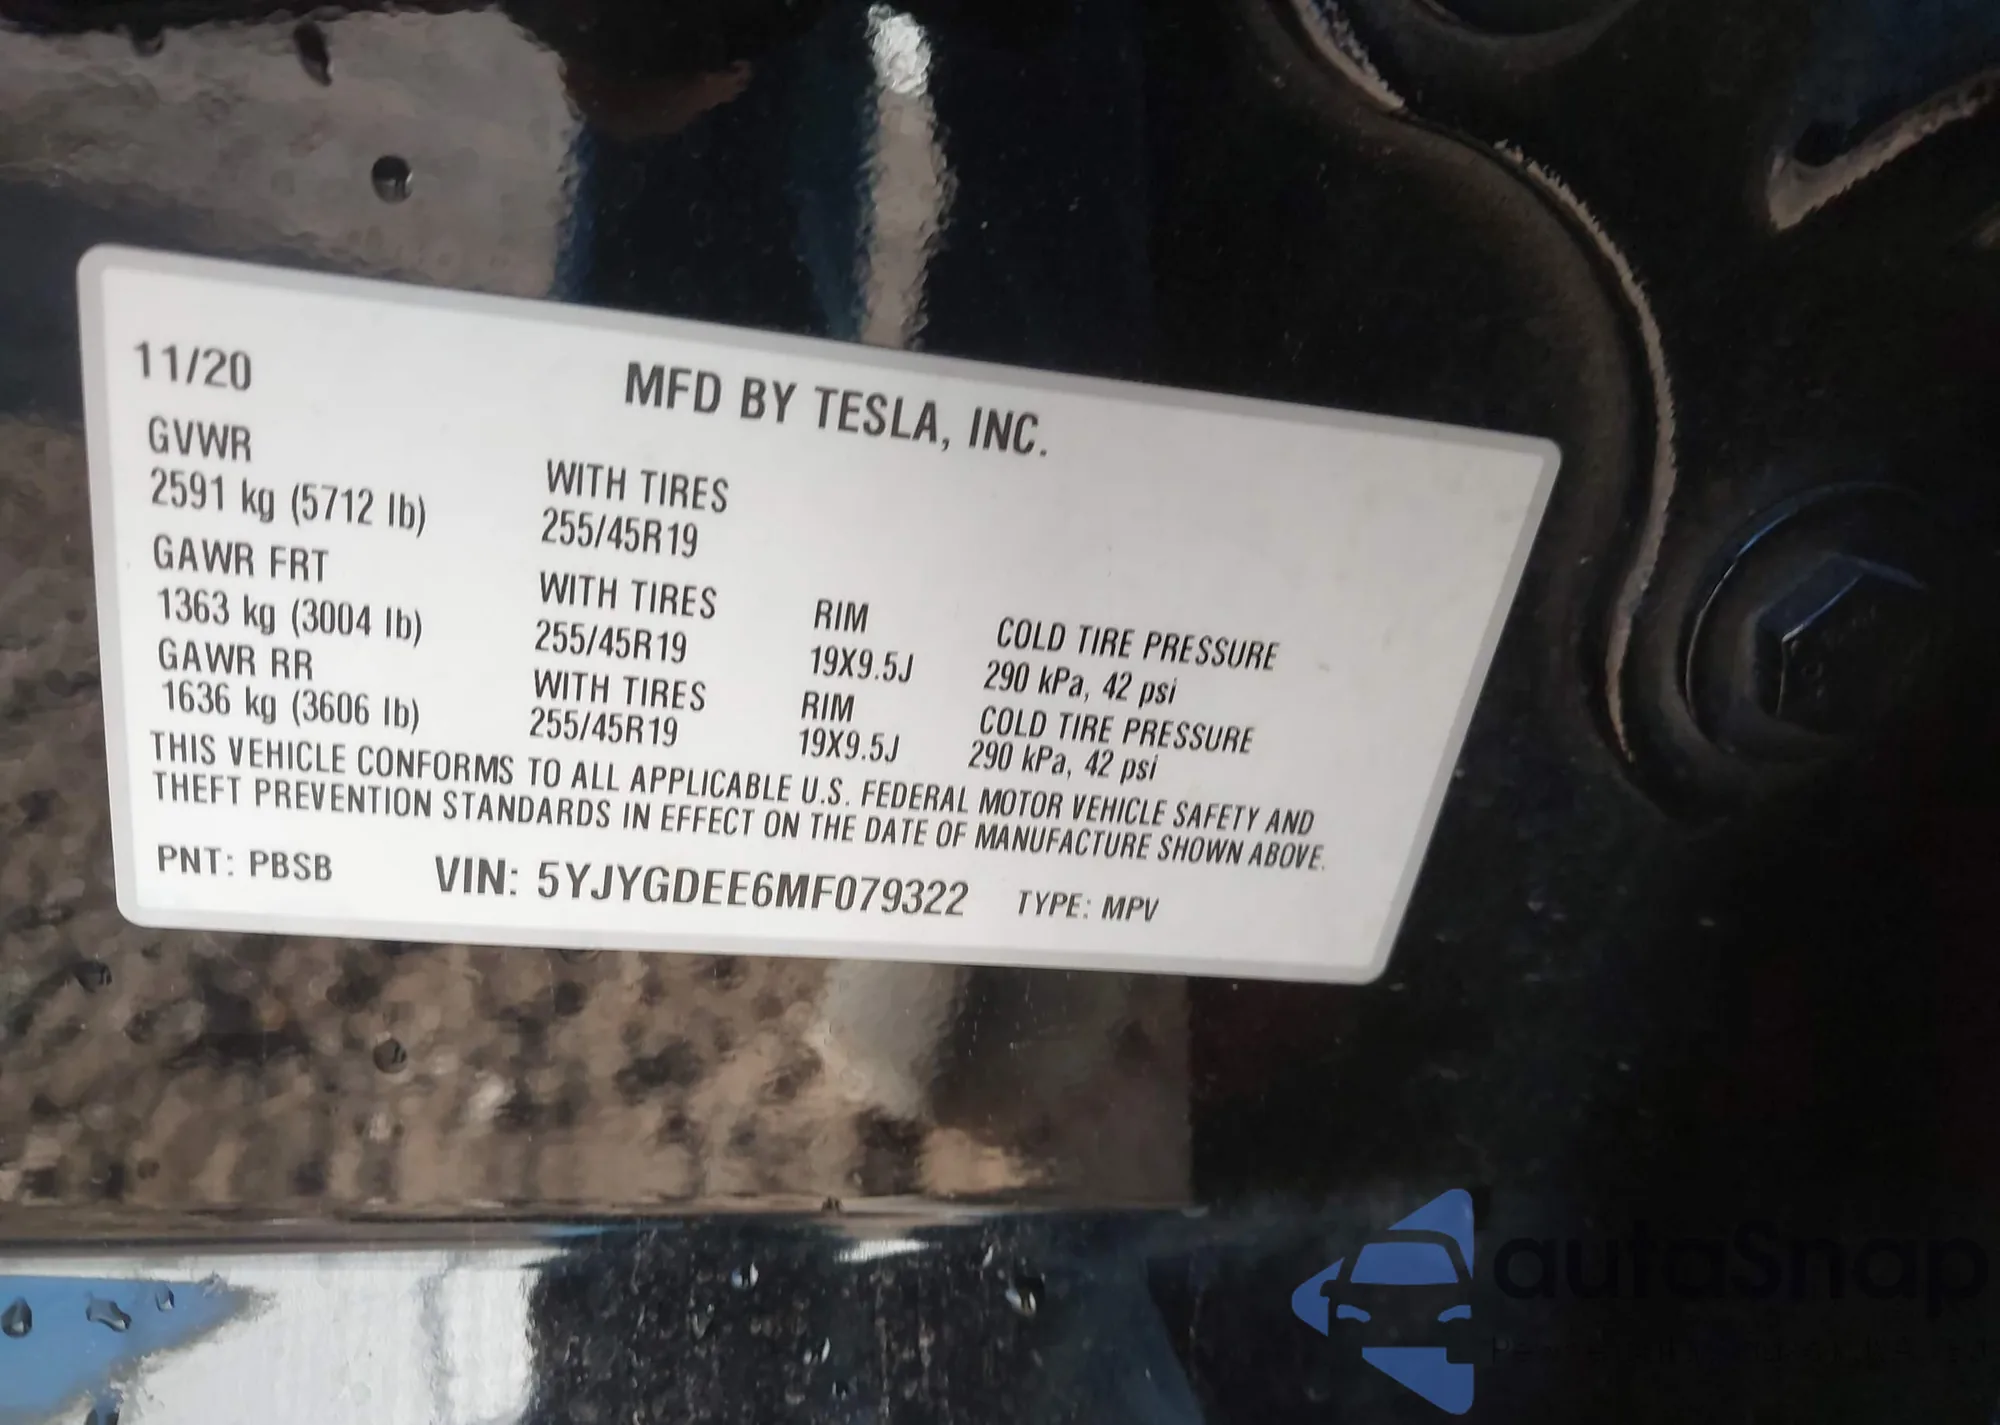 11/20 MFD BY TESLA, INC.
GVWR WITH TIRES
2591 kg (5712 lb) 255/45R19
GAWR FRT WITH TIRES RIM COLD TIRE PRESSURE
1363 kg (3004 lb) 255/45R19 19X9.5J 290 kPa, 42 psi
GAWR RR WITH TIRES RIM COLD TIRE PRESSURE
1636 kg (3606 lb) 255/45R19 19X9.5J 290 kPa, 42 psi
THIS VEHICLE CONFORMS TO ALL APPLICABLE U.S. FEDERAL MOTOR VEHICLE SAFETY AND
THEFT PREVENTION STANDARDS IN EFFECT ON THE DATE OF MANUFACTURE SHOWN ABOVE.
PNT: PBSB VIN: 5YJYGDEE6MF079322 TYPE: MPV
autoSnap